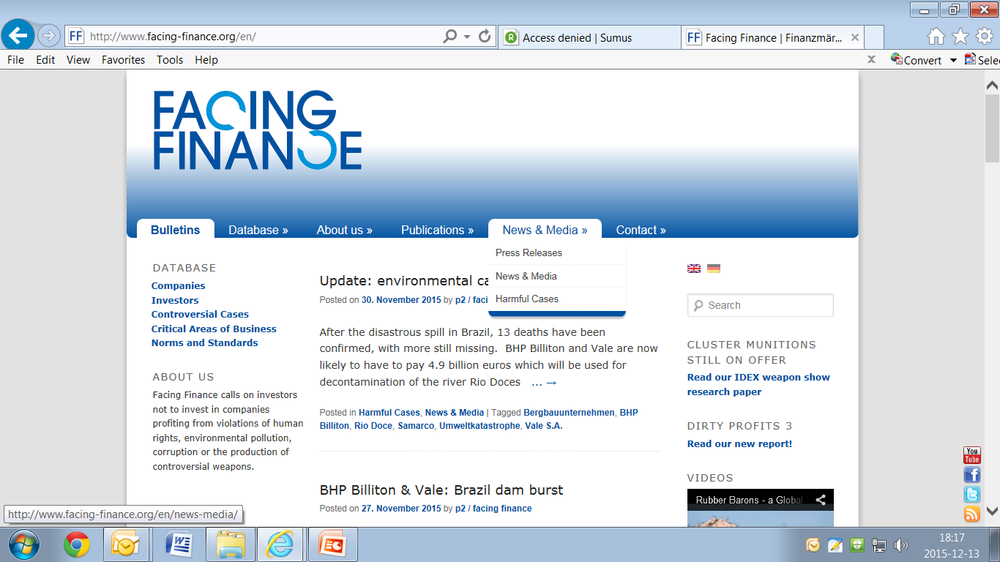 http://www.facing-finance.org/en/
Access denied | Sumus
Facing Finance | Finanzmär...
File Edit View Favorites Tools Help
Convert
Sele
FACING
FINANCE
Bulletins Database » About us » Publications » News & Media » Contact »
Press Releases
News & Media
Harmful Cases
DATABASE
Companies
Investors
Controversial Cases
Critical Areas of Business
Norms and Standards
ABOUT US
Facing Finance calls on investors
not to invest in companies
profiting from violations of human
rights, environmental pollution,
corruption or the production of
controversial weapons.
Update: environmental ca
Posted on 30. November 2015 by p2 / faci
After the disastrous spill in Brazil, 13 deaths have been
confirmed, with more still missing. BHP Billiton and Vale are now
likely to have to pay 4.9 billion euros which will be used for
decontamination of the river Rio Doces ... →
Posted in Harmful Cases, News & Media | Tagged Bergbauunternehmen, BHP
Billiton, Rio Doce, Samarco, Umweltkatastrophe, Vale S.A.
BHP Billiton & Vale: Brazil dam burst
Posted on 27. November 2015 by p2 / facing finance
Search
CLUSTER MUNITIONS
STILL ON OFFER
Read our IDEX weapon show
research paper
DIRTY PROFITS 3
Read our new report!
VIDEOS
Rubber Barons - a Global
You
Tube
http://www.facing-finance.org/en/news-media/
18:17
2015-12-13